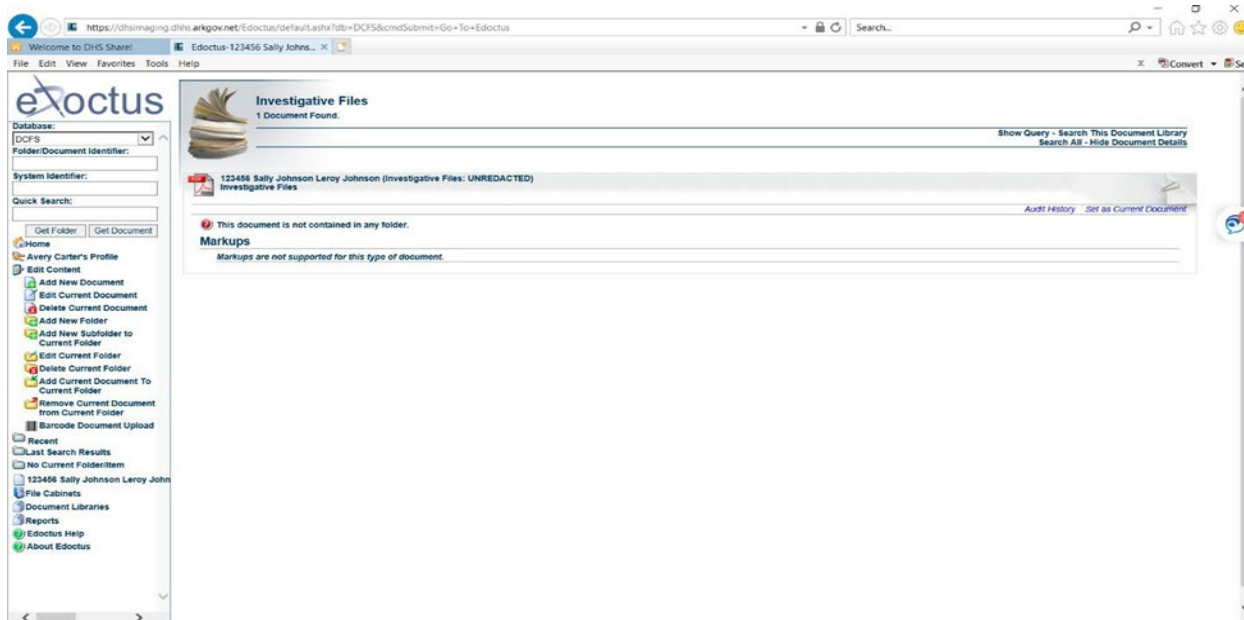 https://dhsimaging.dhhs.arkgov.net/Edoctus/default.ashx?db=DCFS&cmdSubmit=Go+To+Edoctus
Search...
Welcome to DHS Share!
Edoctus-123456 Sally Johns...
File Edit View Favorites Tools Help
x Convert
eXoctus
Database:
DCFS
Folder/Document Identifier:
System Identifier:
Quick Search:
Get Folder Get Document
Home
Avery Carter's Profile
Edit Content
Add New Document
Edit Current Document
Delete Current Document
Add New Folder
Add New Subfolder to
Current Folder
Edit Current Folder
Delete Current Folder
Add Current Document To
Current Folder
Remove Current Document
from Current Folder
Barcode Document Upload
Recent
Last Search Results
No Current Folder/Item
123456 Sally Johnson Leroy John
File Cabinets
Document Libraries
Reports
Edoctus Help
About Edoctus
Investigative Files
1 Document Found.
Show Query - Search This Document Library
Search All - Hide Document Details
123456 Sally Johnson Leroy Johnson (Investigative Files: UNREDACTED)
Investigative Files
Audit History Set as Current Document
This document is not contained in any folder.
Markups
Markups are not supported for this type of document.